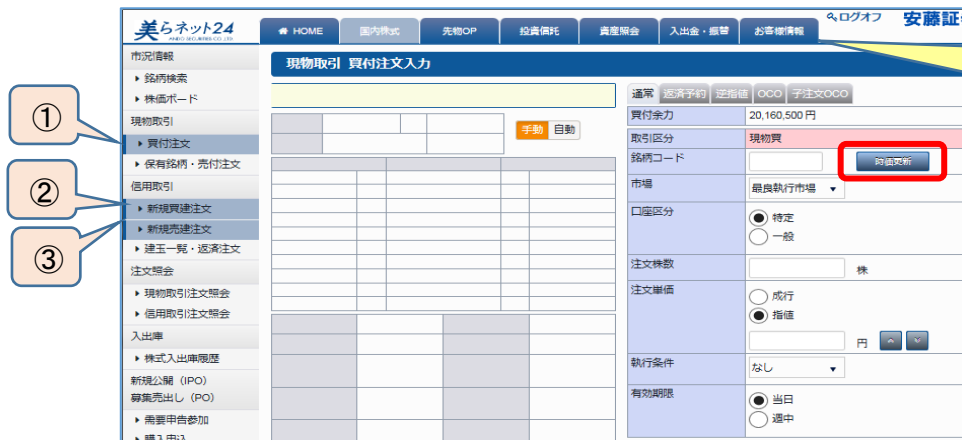 美らネット24
ANDO SECURITIES CO.,LTD
HOME
国内株式
先物OP
投資信託
資産照会
入出金・振替
お客様情報
ログオフ
安藤証
市況情報
銘柄検索
株価ボード
現物取引
買付注文
保有銘柄・売付注文
信用取引
新規買建注文
新規売建注文
建玉一覧・返済注文
注文照会
現物取引注文照会
信用取引注文照会
入出庫
株式入出庫履歴
新規公開（IPO）
募集売出し（PO）
需要申告参加
購入申込
①
②
③
現物取引 買付注文入力
手動 自動
通常 返済予約 逆指値 OCO 子注文OCO
買付余力 20,160,500 円
取引区分 現物買
銘柄コード 時価更新
市場 最良執行市場
口座区分 特定
一般
注文株数 株
注文単価 成行
指値
円
執行条件 なし
有効期限 当日
週中